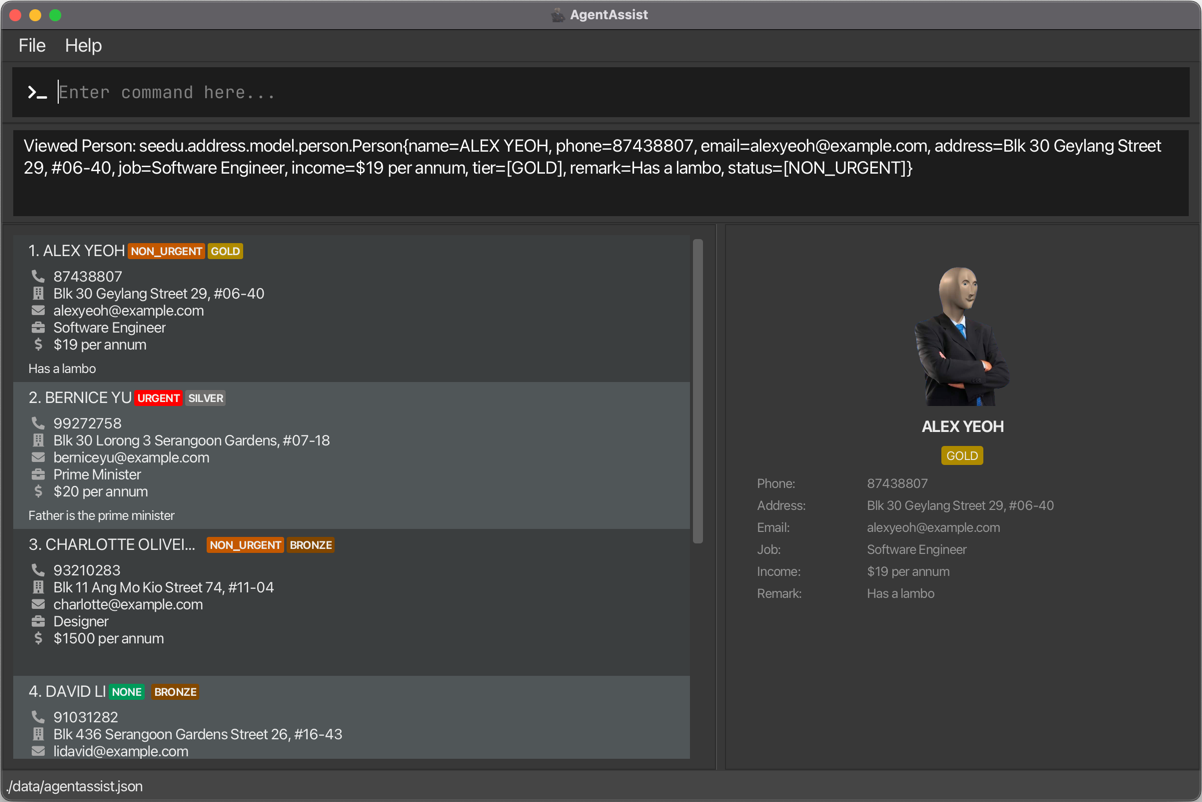 AgentAssist
File Help
Enter command here...
Viewed Person: seedu.address.model.person.Person{name=ALEX YEOH, phone=87438807, email=alexyeoh@example.com, address=Blk 30 Geylang Street
29, #06-40, job=Software Engineer, income=$19 per annum, tier=[GOLD], remark=Has a lambo, status=[NON_URGENT]}
1. ALEX YEOH NON_URGENT GOLD
87438807
Blk 30 Geylang Street 29, #06-40
alexyeoh@example.com
Software Engineer
$19 per annum
Has a lambo
2. BERNICE YU URGENT SILVER
99272758
Blk 30 Lorong 3 Serangoon Gardens, #07-18
berniceyu@example.com
Prime Minister
$20 per annum
Father is the prime minister
3. CHARLOTTE OLIVEI... NON_URGENT BRONZE
93210283
Blk 11 Ang Mo Kio Street 74, #11-04
charlotte@example.com
Designer
$1500 per annum
4. DAVID LI NONE BRONZE
91031282
Blk 436 Serangoon Gardens Street 26, #16-43
lidavid@example.com
ALEX YEOH
GOLD
Phone: 87438807
Address: Blk 30 Geylang Street 29, #06-40
Email: alexyeoh@example.com
Job: Software Engineer
Income: $19 per annum
Remark: Has a lambo
./data/agentassist.json